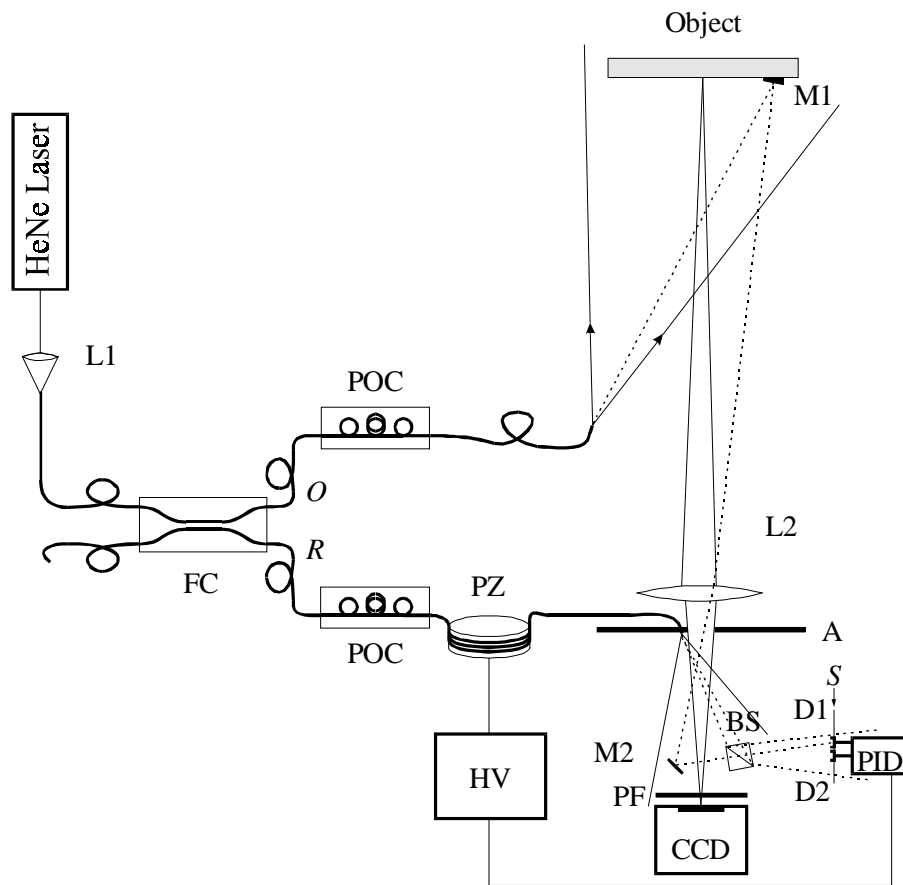 Object
M1
HeNe Laser
L1
POC
O
R
FC
L2
PZ
POC
A
S
BS
D1
M2
HV
PID
PF
D2
CCD